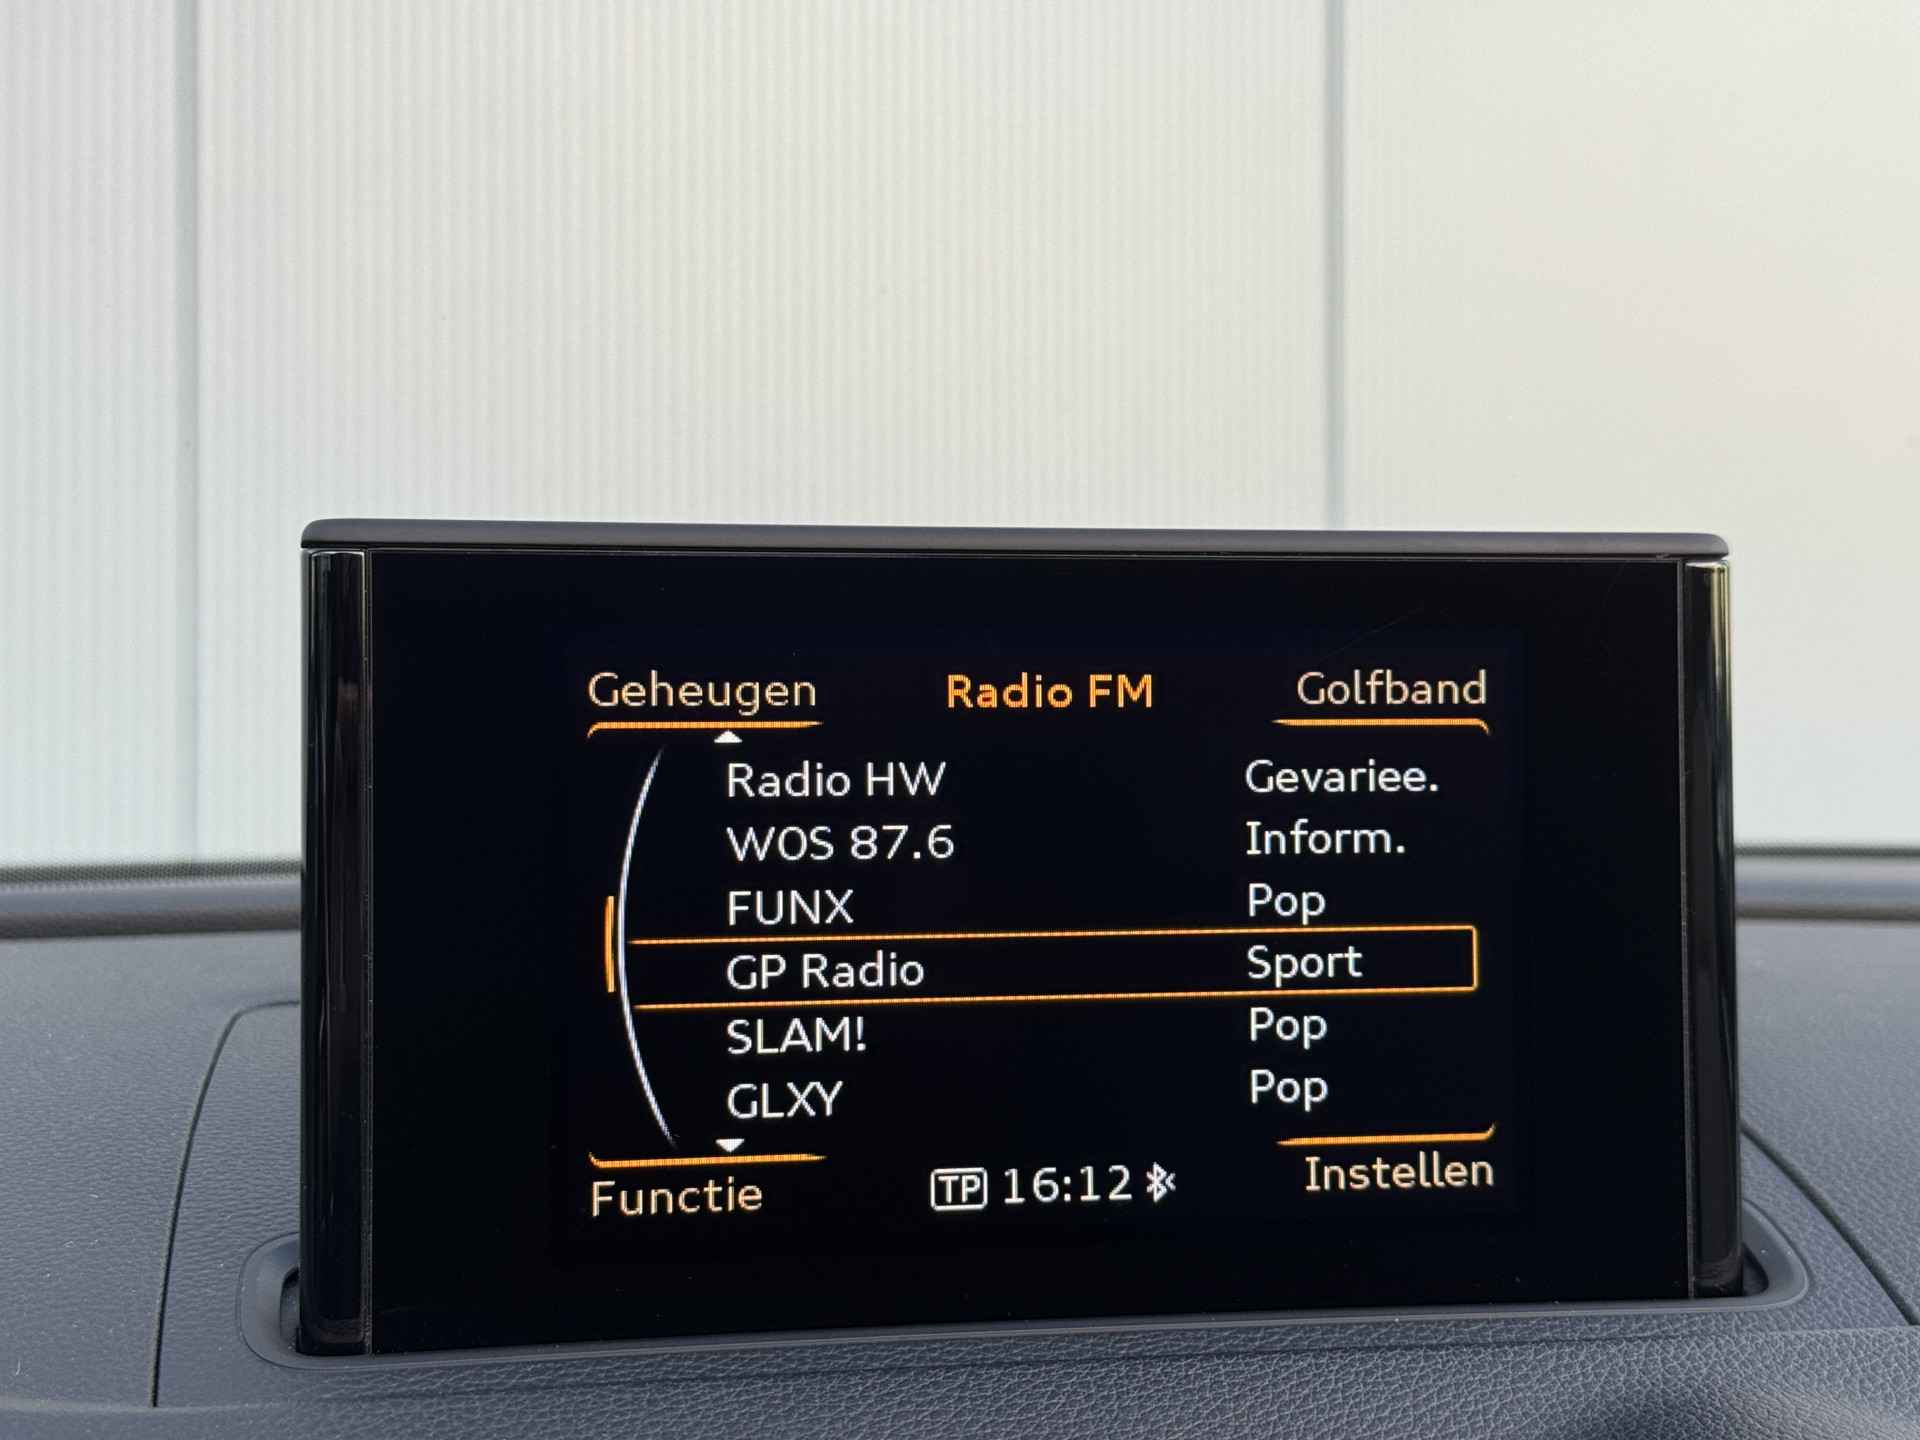 Geheugen Radio FM Golfband
Radio HW Gevariee.
WOS 87.6 Inform.
FUNX Pop
GP Radio Sport
SLAM! Pop
GLXY Pop
Functie TP 16:12 Instellen